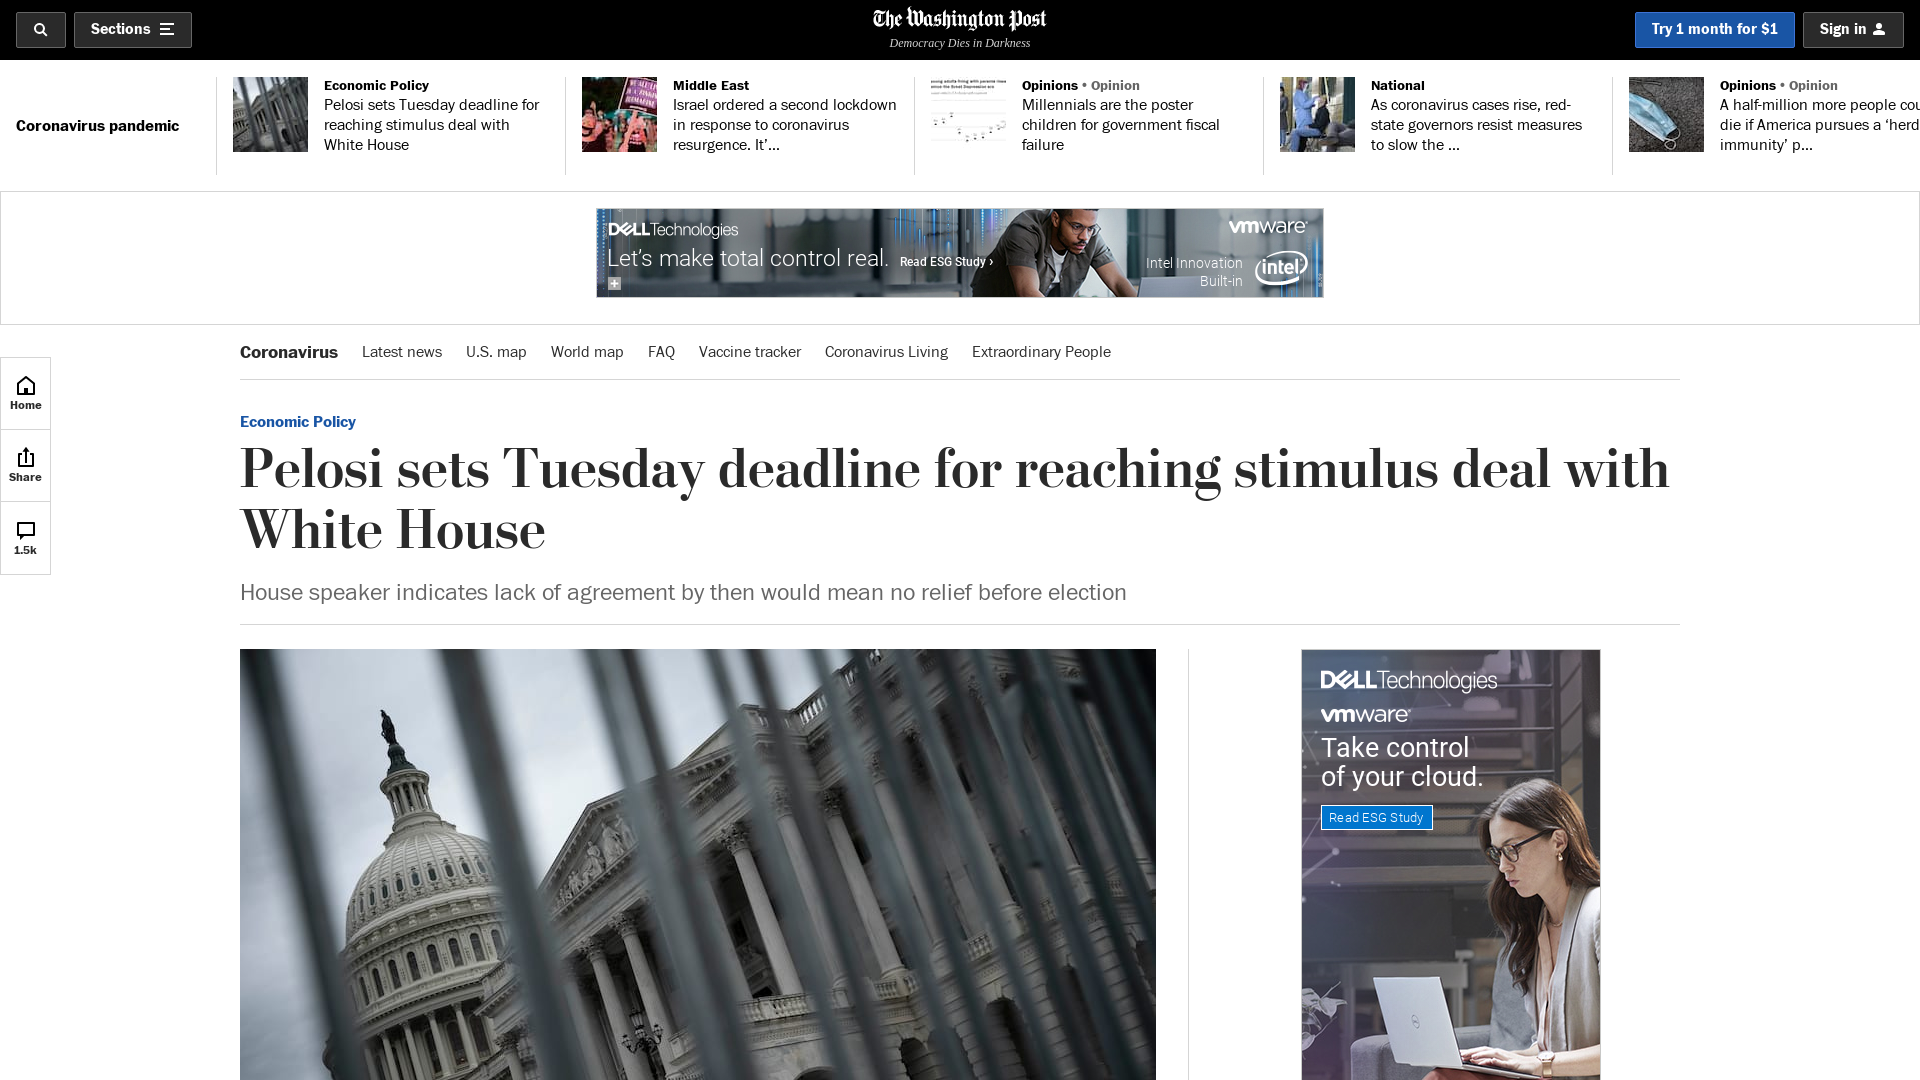 Sections
The Washington Post
Democracy Dies in Darkness
Try 1 month for $1
Sign in
Coronavirus pandemic
Economic Policy
Pelosi sets Tuesday deadline for
reaching stimulus deal with
White House
Middle East
Israel ordered a second lockdown
in response to coronavirus
resurgence. It’s...
Opinions • Opinion
Millennials are the poster
children for government fiscal
failure
National
As coronavirus cases rise, red-
state governors resist measures
to slow the ...
Opinions • Opinion
A half-million more people cou
die if America pursues a ‘herd
immunity’ p...
DELLTechnologies
vmware
Let’s make total control real. Read ESG Study ›
Intel Innovation
Built-in
intel
Coronavirus
Latest news
U.S. map
World map
FAQ
Vaccine tracker
Coronavirus Living
Extraordinary People
Home
Share
1.5k
Economic Policy
Pelosi sets Tuesday deadline for reaching stimulus deal with
White House
House speaker indicates lack of agreement by then would mean no relief before election
DELLTechnologies
vmware
Take control
of your cloud.
Read ESG Study